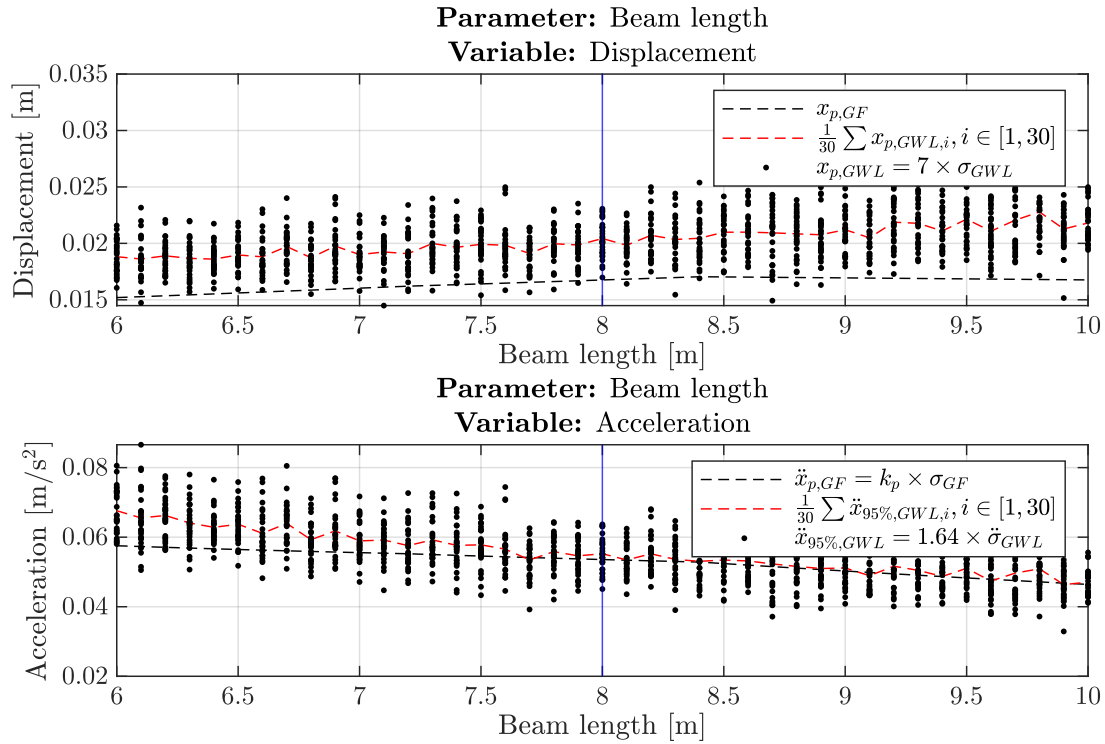 Parameter: Beam length
Variable: Displacement
0.035
0.03
0.025
0.02
0.015
Displacement [m]
x_{p,GF}
\frac{1}{30} \sum x_{p,GWL,i}, i ∈ [1, 30]
x_{p,GWL} = 7 × σ_{GWL}
6 6.5 7 7.5 8 8.5 9 9.5 10
Beam length [m]
Parameter: Beam length
Variable: Acceleration
0.08
0.06
0.04
0.02
Acceleration [m/s²]
ẍ_{p,GF} = k_p × σ_{GF}
\frac{1}{30} \sum ẍ_{95%,GWL,i}, i ∈ [1, 30]
ẍ_{95%,GWL} = 1.64 × σ̈_{GWL}
6 6.5 7 7.5 8 8.5 9 9.5 10
Beam length [m]